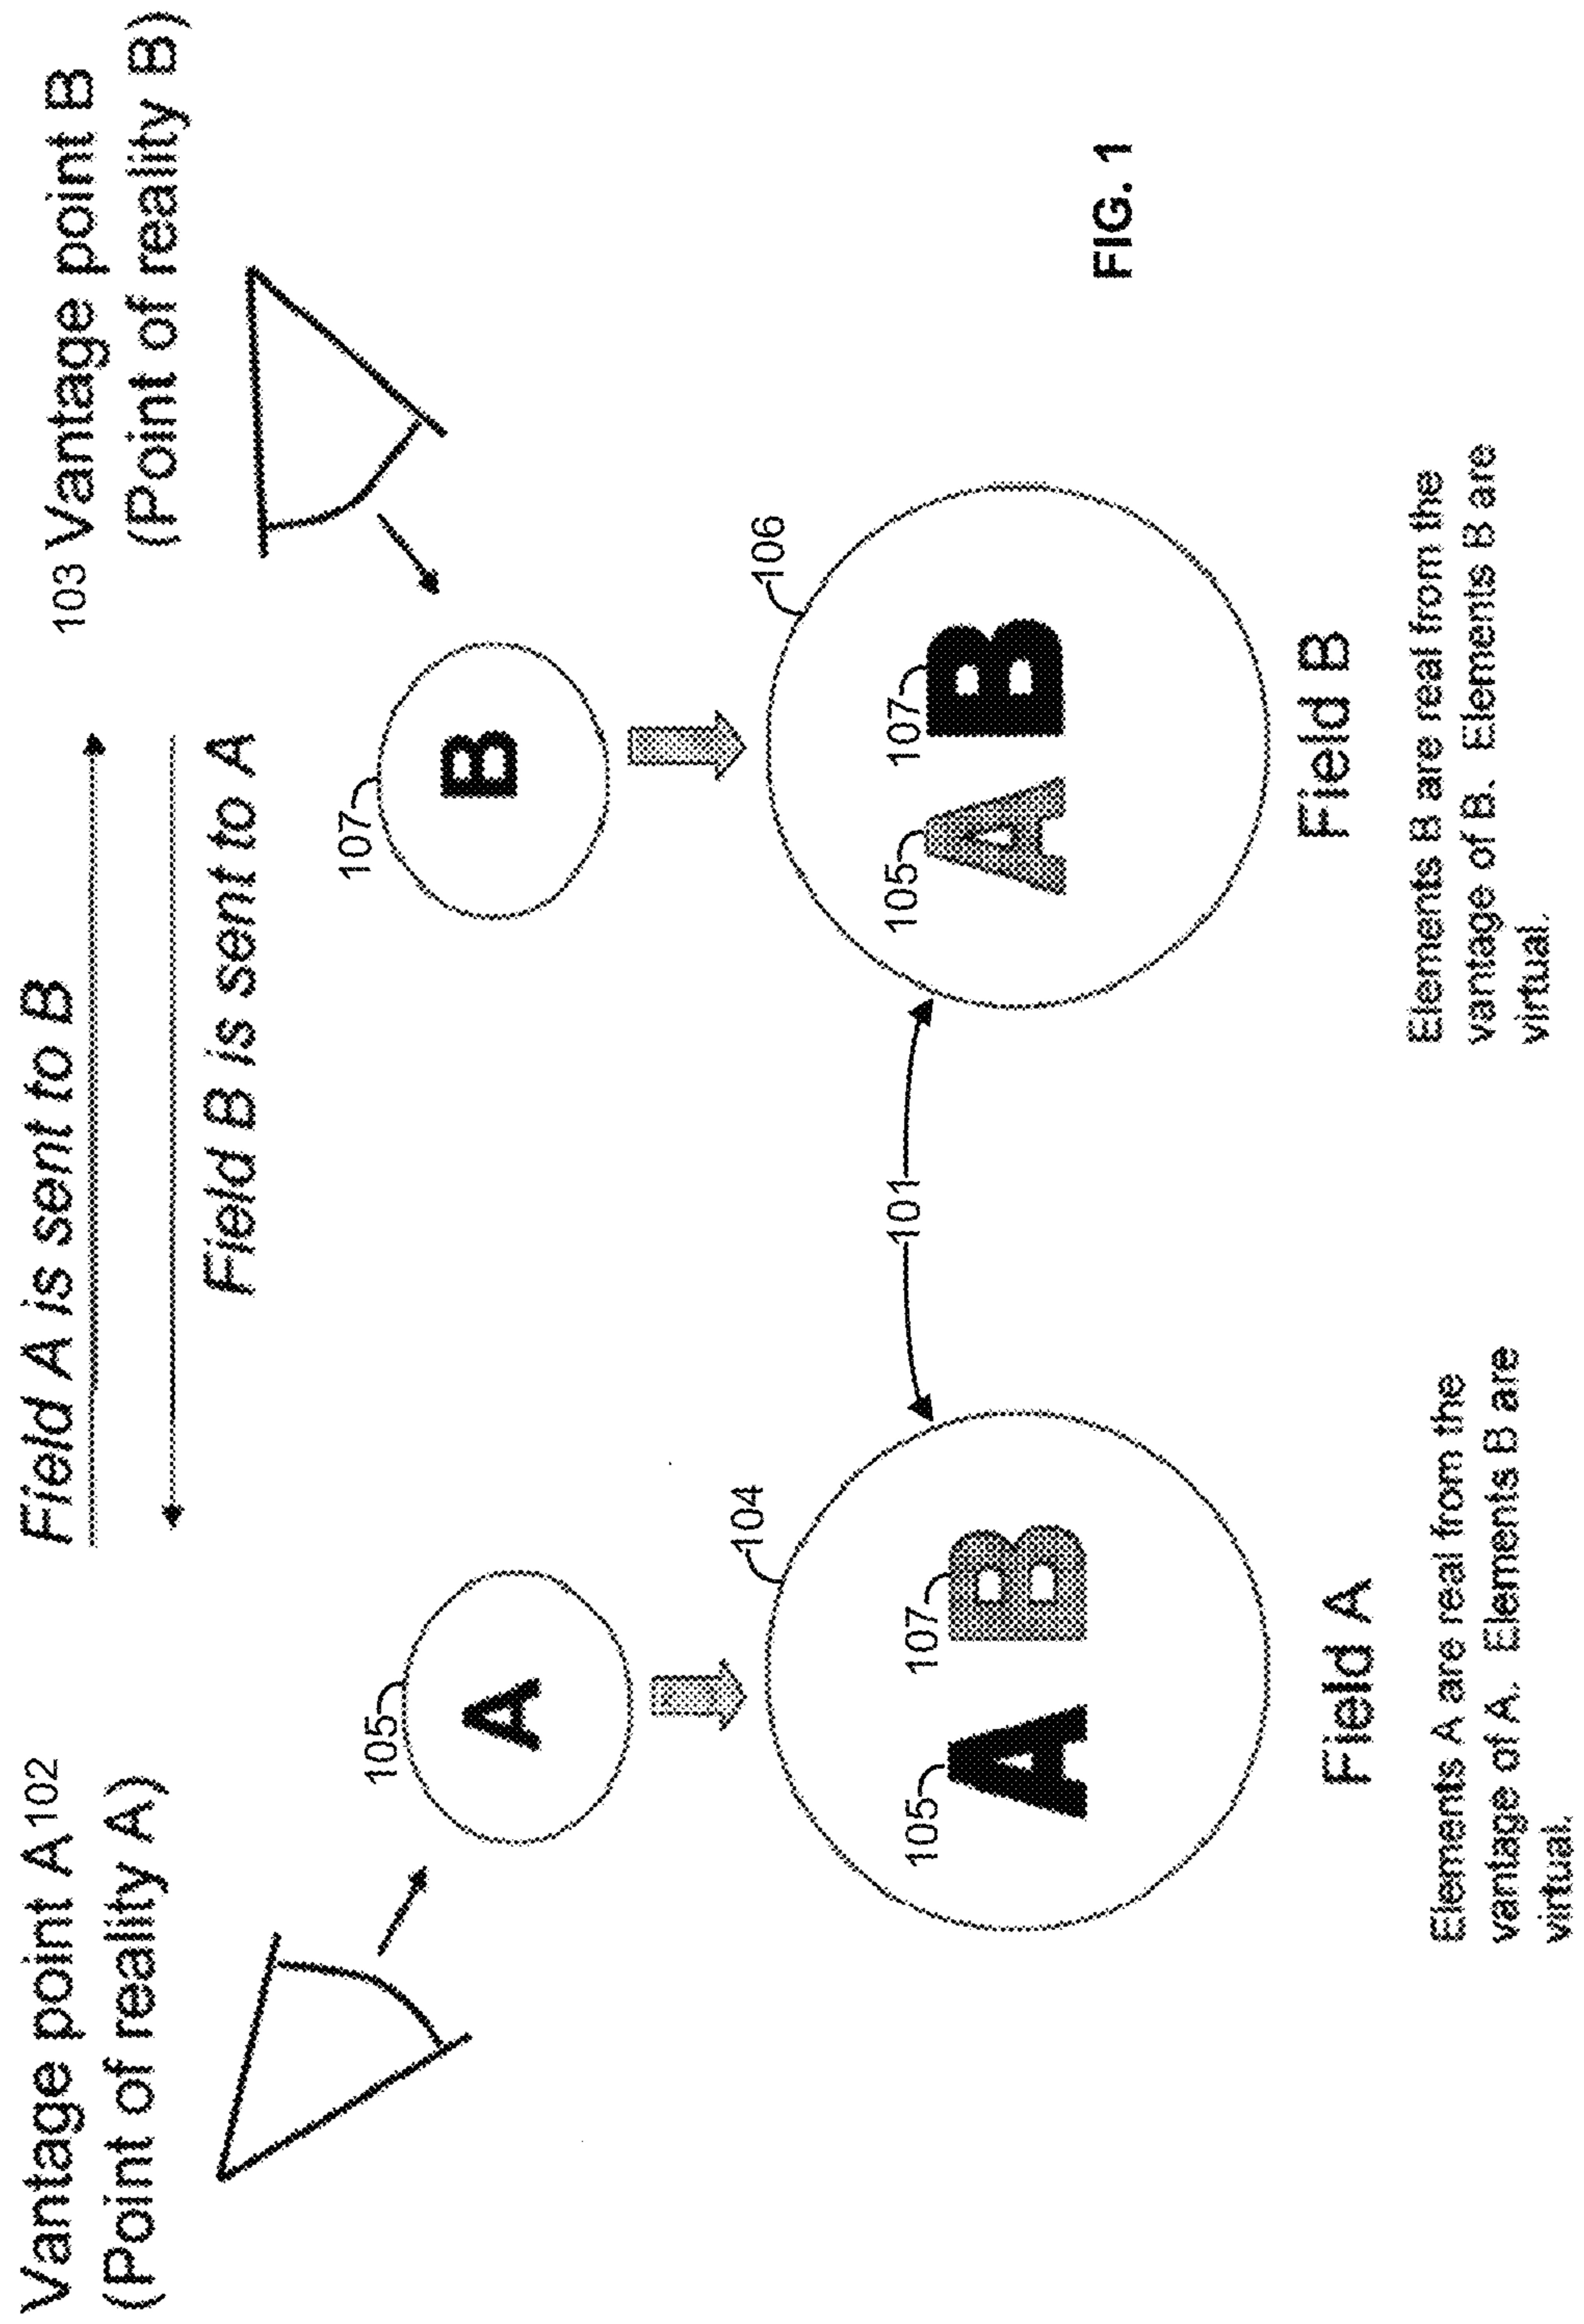 Vantage point A 102
(Point of reality A)
Field A is sent to B
Field B is sent to A
103 Vantage point B
(Point of reality B)
105
A
107
B
104
105
107
A B
101
106
105
107
A B
Field A
Field B
Elements A are real from the
vantage of A.  Elements B are
virtual.
Elements B are real from the
vantage of B.  Elements B are
virtual.
FIG. 1